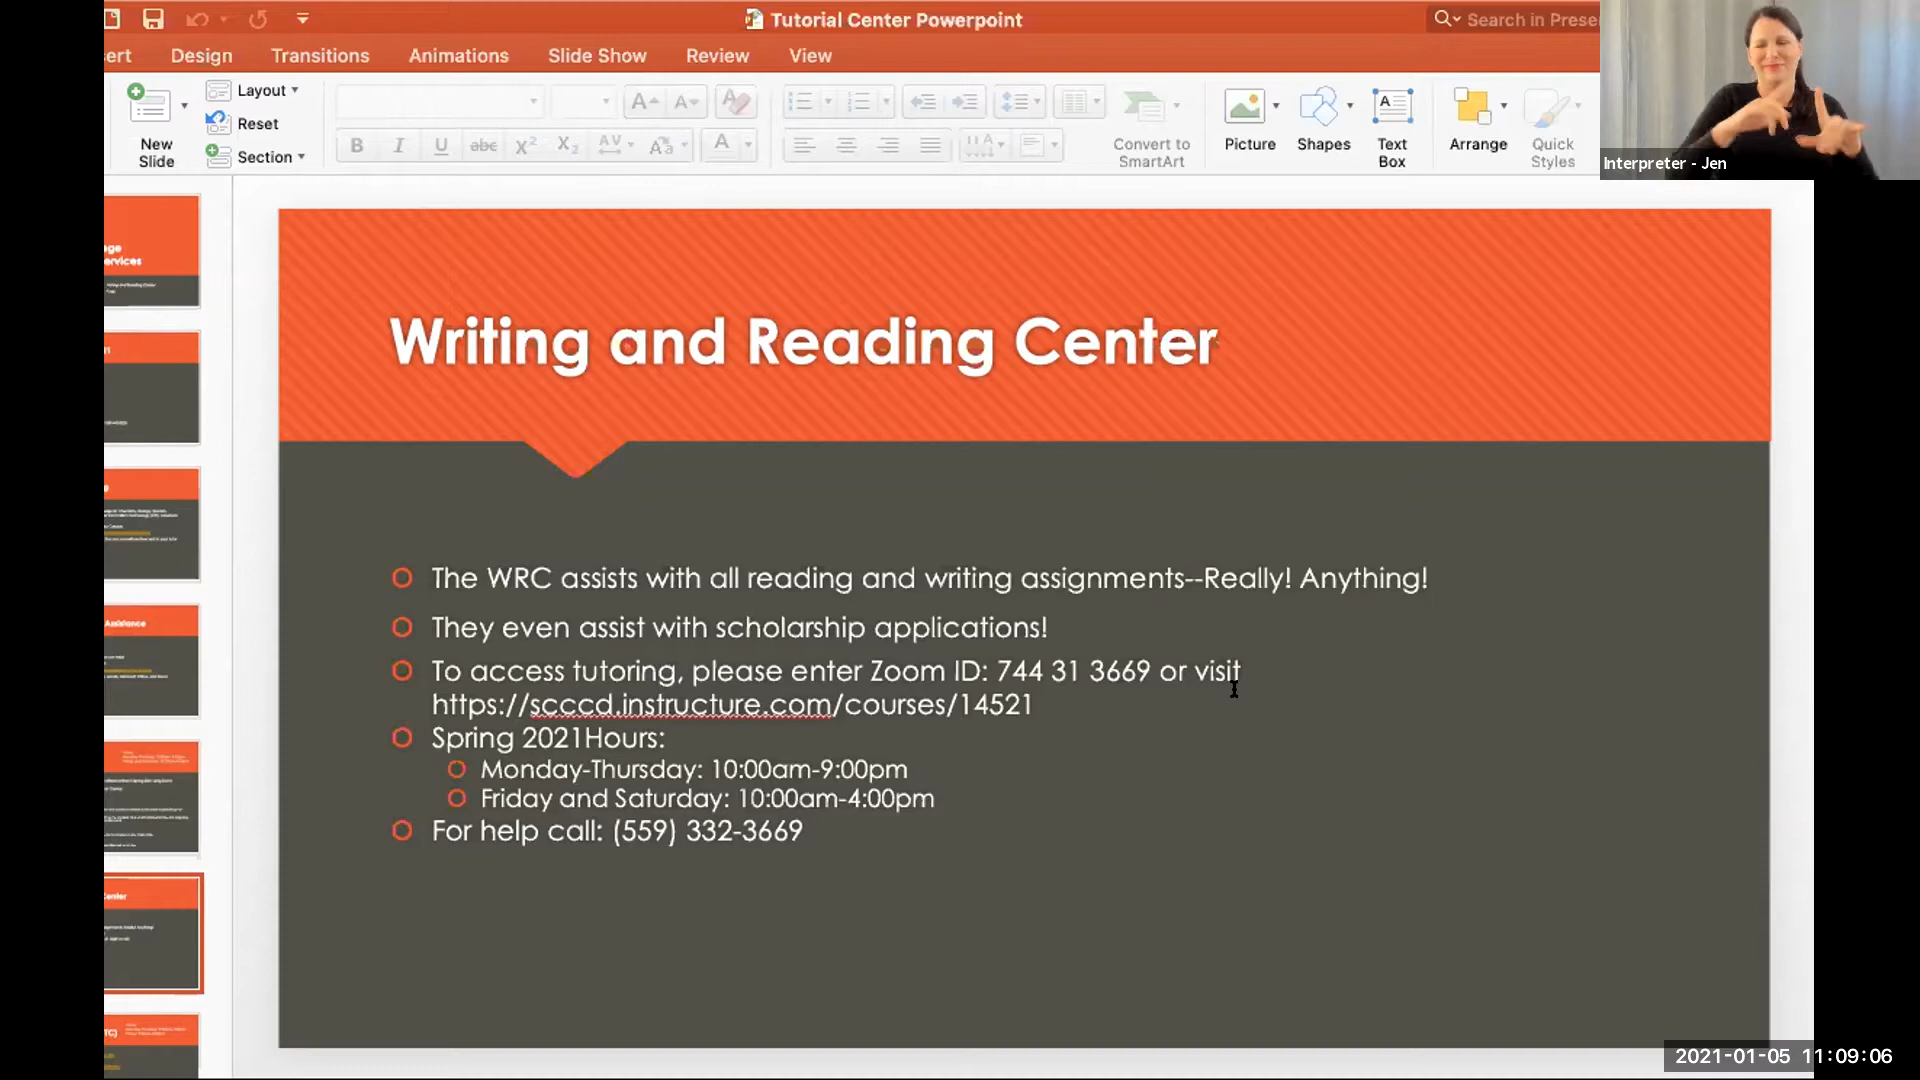 Tutorial Center Powerpoint
Search in Prese
ert
Design
Transitions
Animations
Slide Show
Review
View
New
Slide
Layout
Reset
Section
Convert to
SmartArt
Picture
Shapes
Text
Box
Arrange
Quick
Styles
Interpreter - Jen
Writing and Reading Center
The WRC assists with all reading and writing assignments--Really! Anything!
They even assist with scholarship applications!
To access tutoring, please enter Zoom ID: 744 31 3669 or visit
https://scccd.instructure.com/courses/14521
Spring 2021Hours:
Monday-Thursday: 10:00am-9:00pm
Friday and Saturday: 10:00am-4:00pm
For help call: (559) 332-3669
ege
ervices
Assistance
Center
2021-01-05 11:09:06